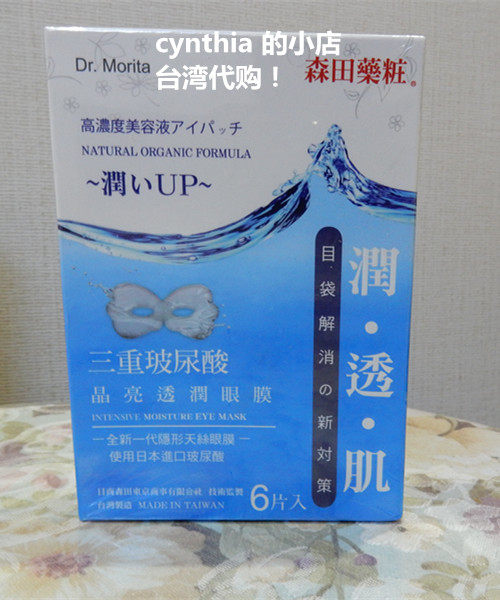 cynthia 的小店
台湾代购！
Dr. Morita
森田藥粧®
高濃度美容液アイパッチ
NATURAL ORGANIC FORMULA
~潤いUP~
潤・透・肌
目袋解消の新対策
三重玻尿酸
晶亮透潤眼膜
INTENSIVE MOISTURE EYE MASK
全新一代隱形天絲眼膜
使用日本進口玻尿酸
日商森田東京商事有限會社 技術監製
台灣製造 MADE IN TAIWAN
6片入